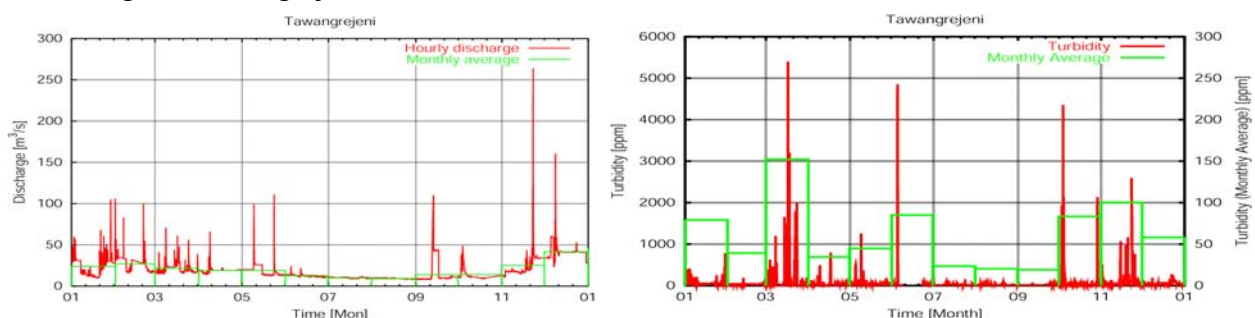 Tawangrejeni
300
250
200
150
100
50
0
Discharge [m³/s]
Hourly discharge
Monthly average
01 03 05 07 09 11 01
Time [Mon]
Tawangrejeni
6000
5000
4000
3000
2000
1000
0
Turbidity [ppm]
Turbidity
Monthly Average
300
250
200
150
100
50
0
Turbidity (Monthly Average) [ppm]
01 03 05 07 09 11 01
Time [Month]